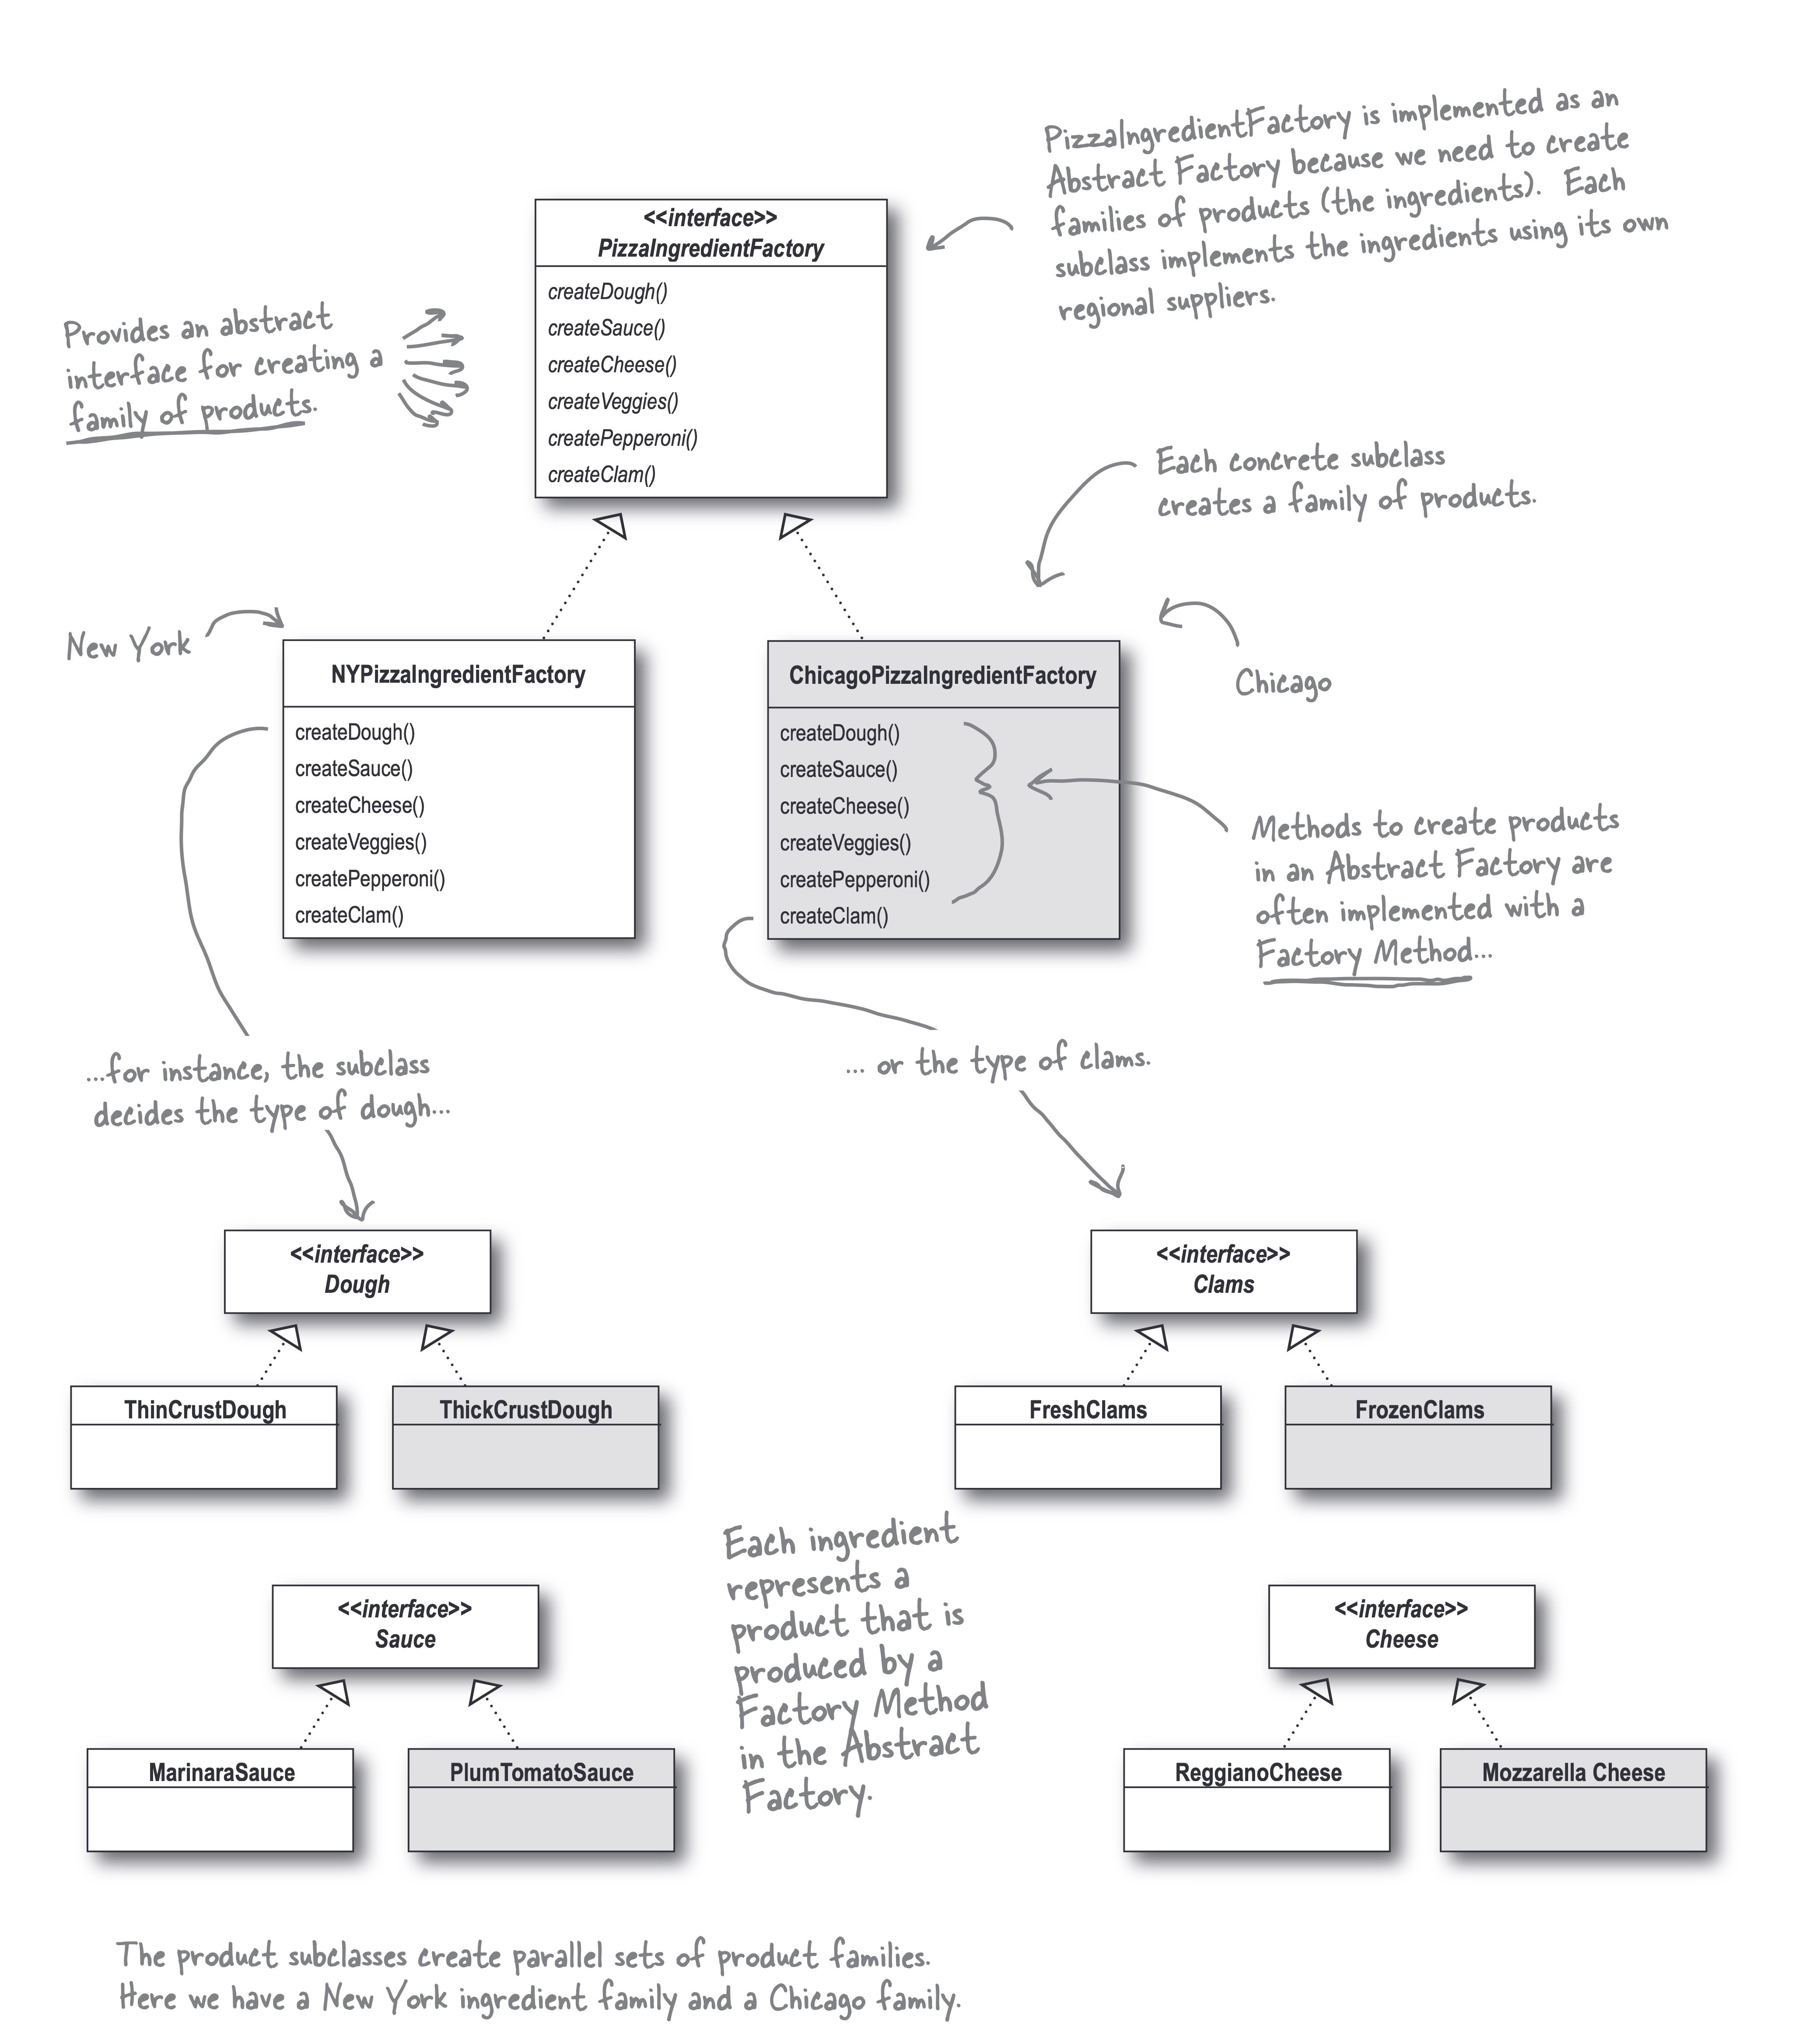 PizzaIngredientFactory is implemented as an
Abstract Factory because we need to create
families of products (the ingredients). Each
subclass implements the ingredients using its own
regional suppliers.
<<interface>>
PizzaIngredientFactory
createDough()
createSauce()
createCheese()
createVeggies()
createPepperoni()
createClam()
Provides an abstract
interface for creating a
family of products.
Each concrete subclass
creates a family of products.
New York
NYPizzaIngredientFactory
createDough()
createSauce()
createCheese()
createVeggies()
createPepperoni()
createClam()
ChicagoPizzaIngredientFactory
createDough()
createSauce()
createCheese()
createVeggies()
createPepperoni()
createClam()
Chicago
Methods to create products
in an Abstract Factory are
often implemented with a
Factory Method...
...for instance, the subclass
decides the type of dough...
... or the type of clams.
<<interface>>
Dough
ThinCrustDough
ThickCrustDough
<<interface>>
Clams
FreshClams
FrozenClams
Each ingredient
represents a
product that is
produced by a
Factory Method
in the Abstract
Factory.
<<interface>>
Sauce
MarinaraSauce
PlumTomatoSauce
<<interface>>
Cheese
ReggianoCheese
Mozzarella Cheese
The product subclasses create parallel sets of product families.
Here we have a New York ingredient family and a Chicago family.